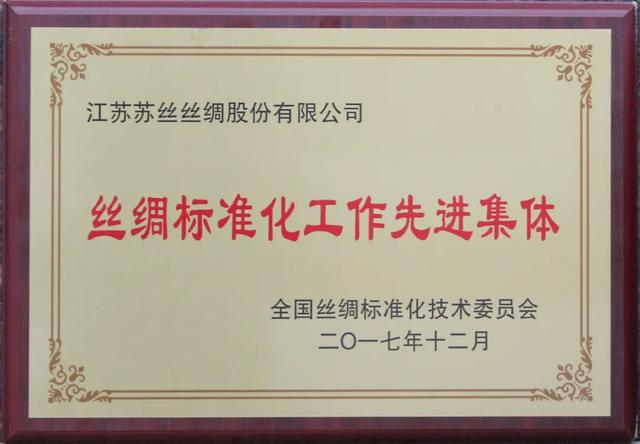 江苏苏丝丝绸股份有限公司
丝绸标准化工作先进集体
全国丝绸标准化技术委员会
二〇一七年十二月